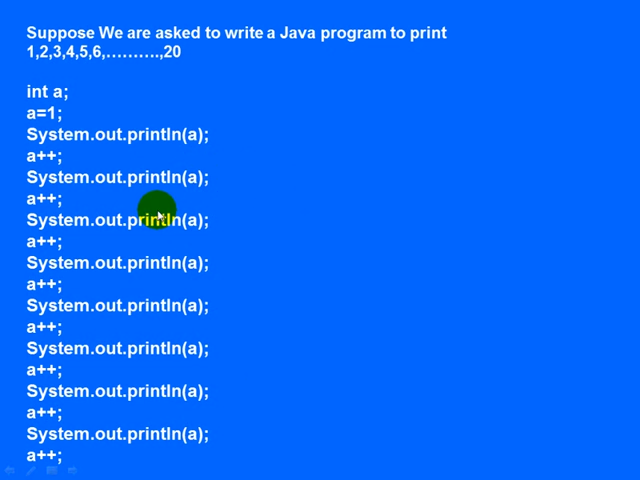 Suppose We are asked to write a Java program to print
1,2,3,4,5,6,……….,20
int a;
a=1;
System.out.println(a);
a++;
System.out.println(a);
a++;
System.out.println(a);
a++;
System.out.println(a);
a++;
System.out.println(a);
a++;
System.out.println(a);
a++;
System.out.println(a);
a++;
System.out.println(a);
a++;